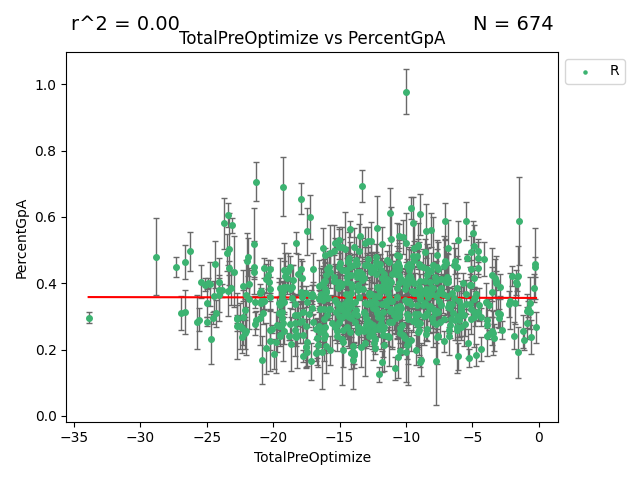 r^2 = 0.00
N = 674
TotalPreOptimize vs PercentGpA
R
1.0
0.8
0.6
0.4
0.2
0.0
PercentGpA
−35
−30
−25
−20
−15
−10
−5
0
TotalPreOptimize